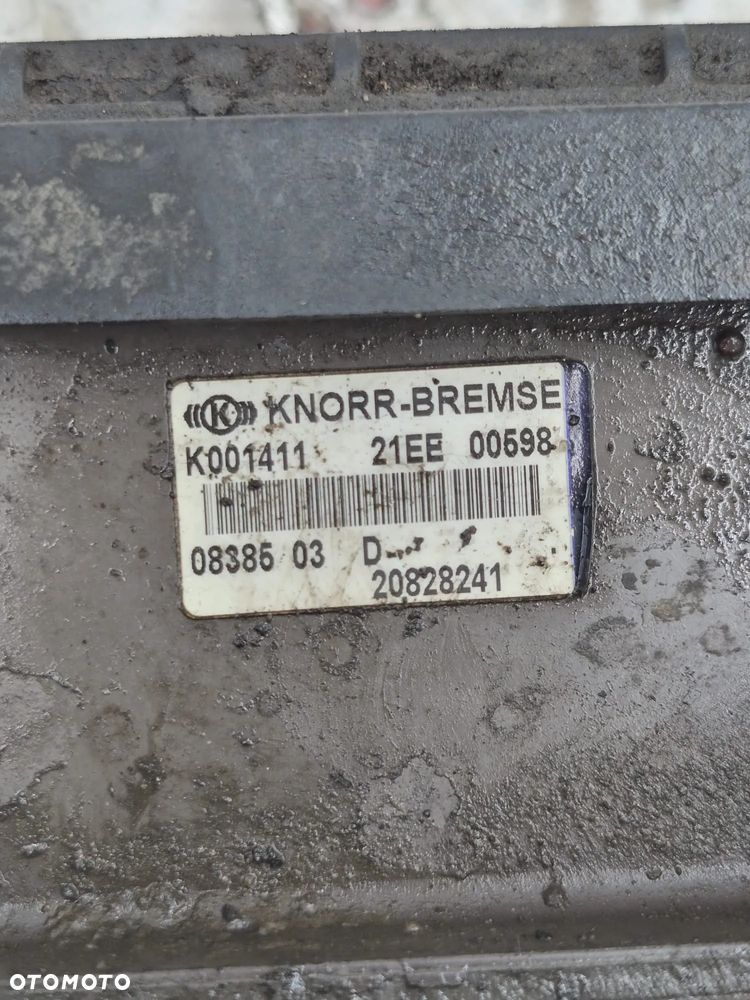 K KNORR-BREMSE
K001411 21EE 00598
08385 03
20828241
OTOMOTO